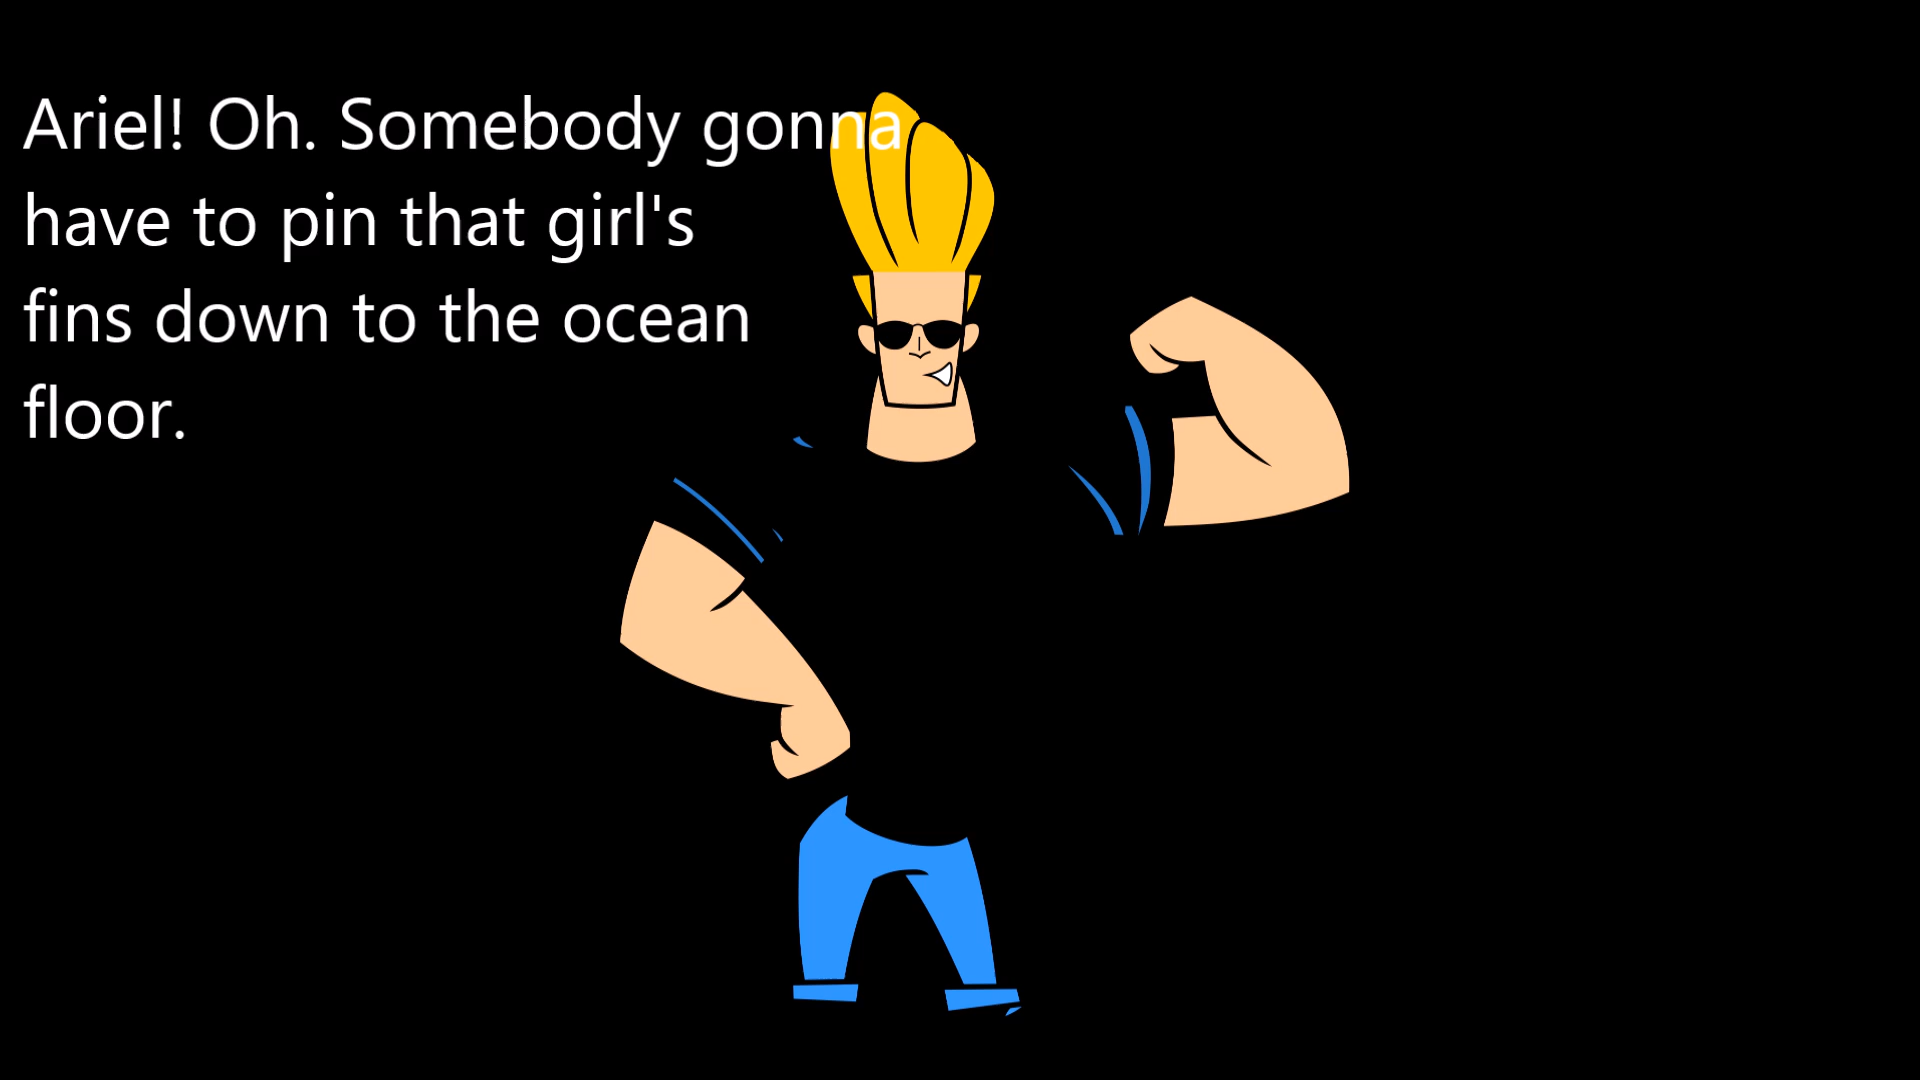 Ariel! Oh. Somebody gonna
have to pin that girl's
fins down to the ocean
floor.